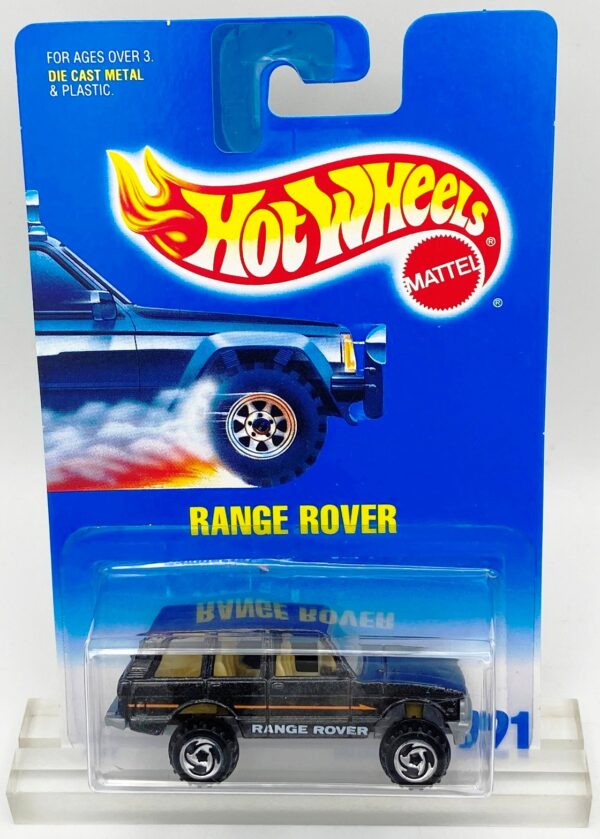 FOR AGES OVER 3.
DIE CAST METAL
& PLASTIC.
HOT WHEELS ®
MATTEL
®
RANGE ROVER
RANGE ROVER
RANGE ROVER